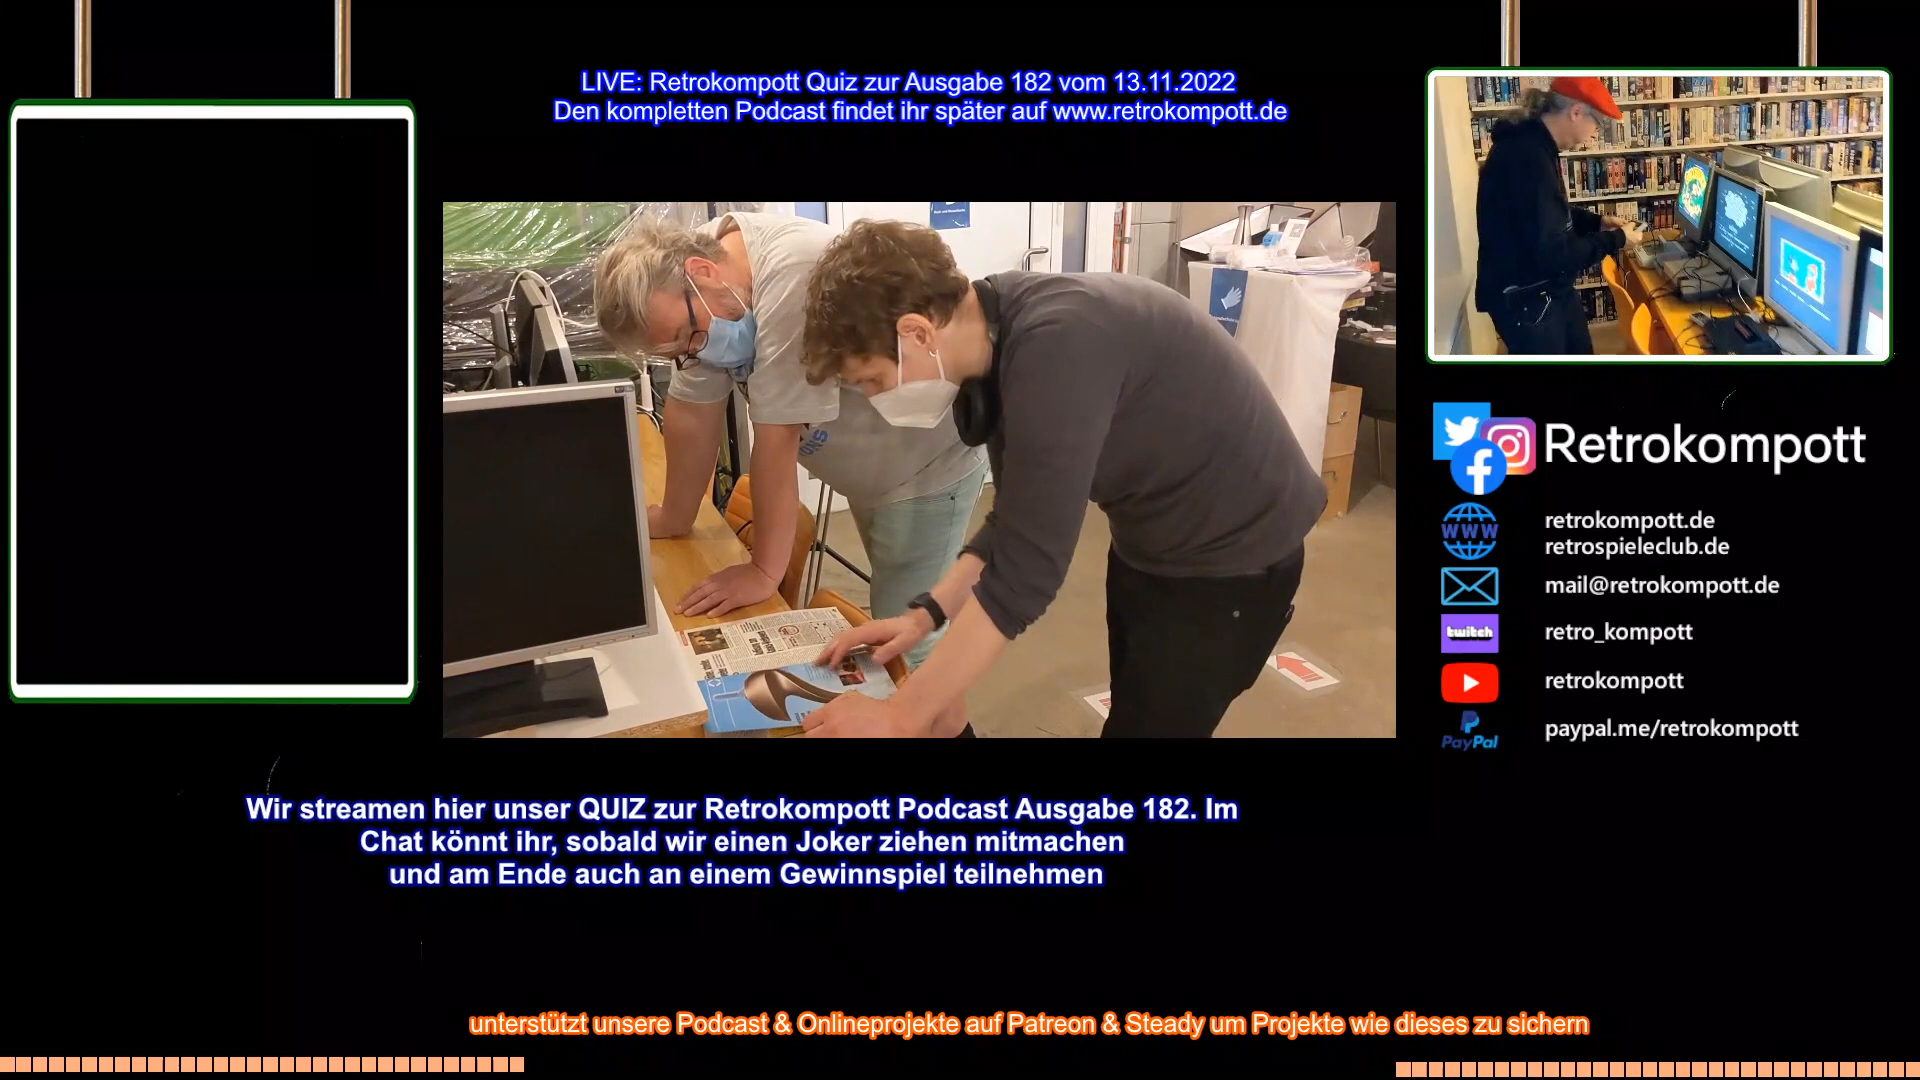 LIVE: Retrokompott Quiz zur Ausgabe 182 vom 13.11.2022
Den kompletten Podcast findet ihr später auf www.retrokompott.de
Retrokompott
WWW
retrokompott.de
retrospieleclub.de
mail@retrokompott.de
twitch
retro_kompott
retrokompott
PayPal
paypal.me/retrokompott
Wir streamen hier unser QUIZ zur Retrokompott Podcast Ausgabe 182. Im
Chat könnt ihr, sobald wir einen Joker ziehen mitmachen
und am Ende auch an einem Gewinnspiel teilnehmen
unterstützt unsere Podcast & Onlineprojekte auf Patreon & Steady um Projekte wie dieses zu sichern